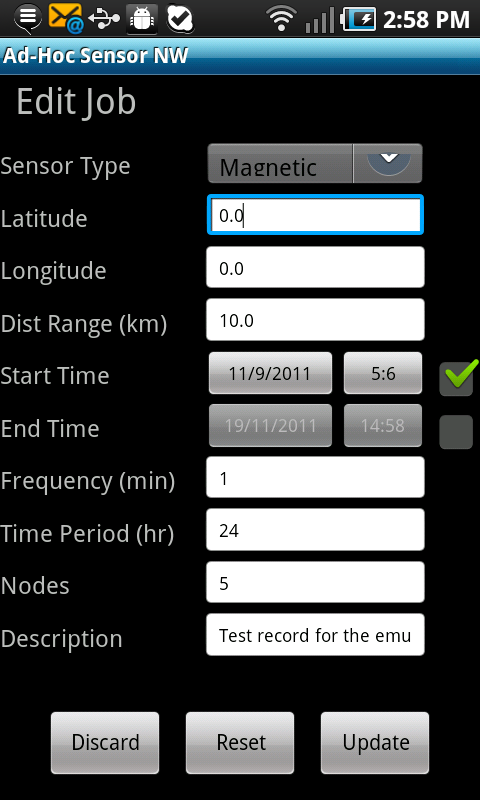 2:58 PM
Ad-Hoc Sensor NW
Edit Job
Sensor Type Magnetic
Latitude 0.0
Longitude 0.0
Dist Range (km) 10.0
Start Time 11/9/2011 5:6
End Time 19/11/2011 14:58
Frequency (min) 1
Time Period (hr) 24
Nodes 5
Description Test record for the emu
Discard Reset Update